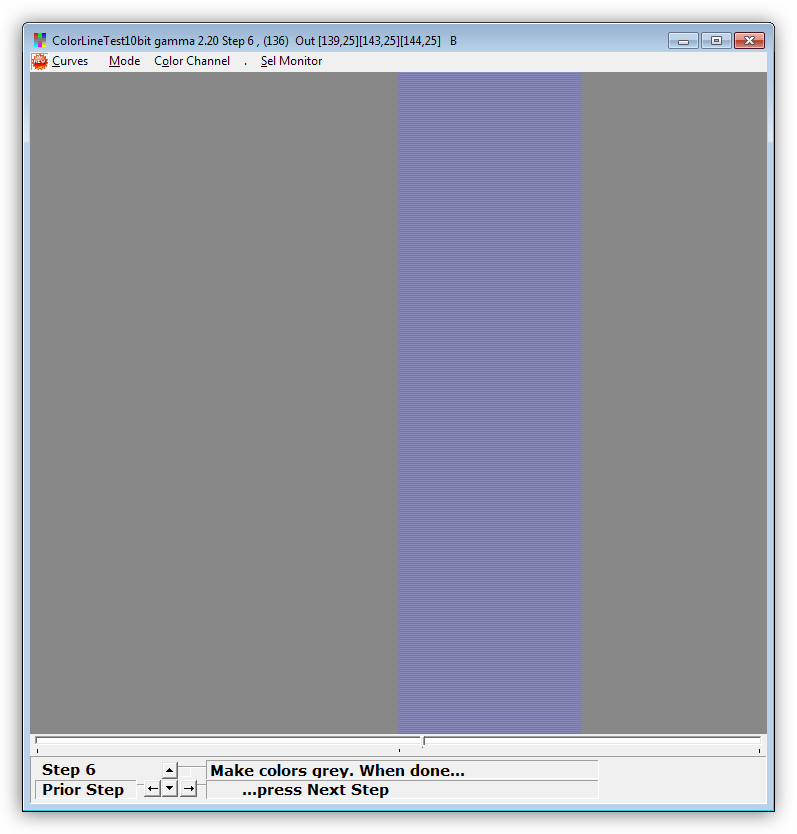 ColorLineTest10bit gamma 2.20 Step 6 , (136)  Out [139,25][143,25][144,25]   B
NEW Curves Mode Color Channel . Sel Monitor
Step 6 Make colors grey. When done...
Prior Step ...press Next Step